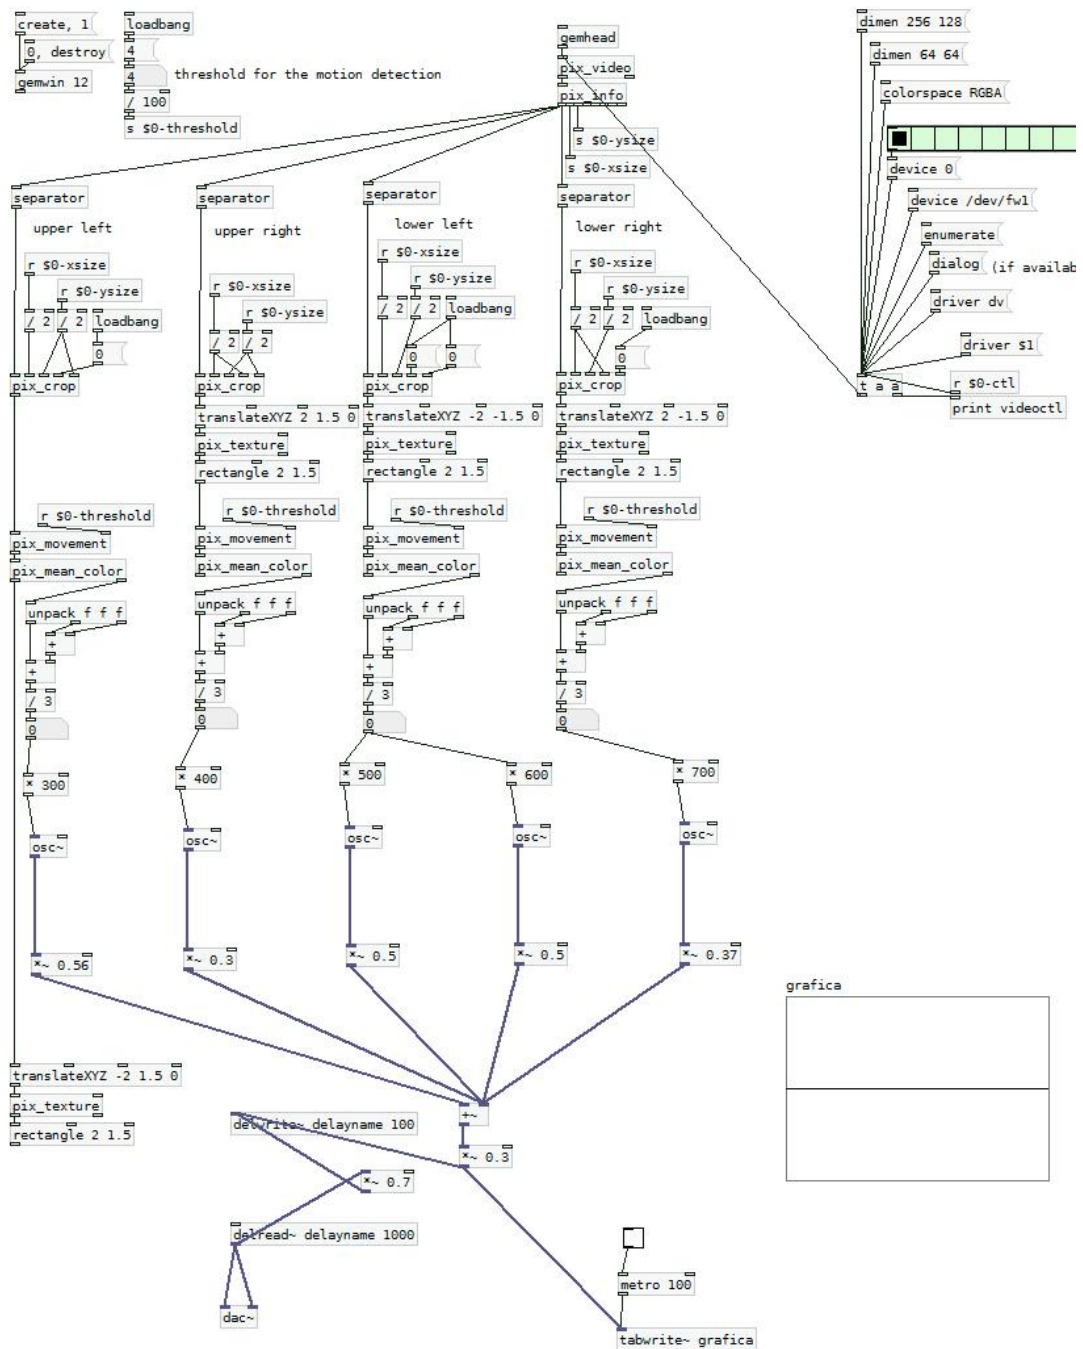 create, 1
0, destroy
gemwin 12
loadbang
4
4
threshold for the motion detection
/ 100
s $0-threshold
gemhead
pix_video
pix_info
s $0-ysize
s $0-xsize
dimen 256 128
dimen 64 64
colorspace RGBA
device 0
device /dev/fw1
enumerate
dialog
(if availab
driver dv
driver $1
t a a
r $0-ctl
print videoctl
separator
upper left
r $0-xsize
r $0-ysize
/ 2
/ 2
loadbang
0
pix_crop
r $0-threshold
pix_movement
pix_mean_color
unpack f f f
+
+
/ 3
0
* 300
osc~
*~ 0.56
translateXYZ -2 1.5 0
pix_texture
rectangle 2 1.5
separator
upper right
r $0-xsize
r $0-ysize
/ 2
/ 2
pix_crop
translateXYZ 2 1.5 0
pix_texture
rectangle 2 1.5
r $0-threshold
pix_movement
pix_mean_color
unpack f f f
+
+
/ 3
0
* 400
osc~
*~ 0.3
separator
lower left
r $0-xsize
r $0-ysize
/ 2
/ 2
loadbang
0
0
pix_crop
translateXYZ -2 -1.5 0
pix_texture
rectangle 2 1.5
r $0-threshold
pix_movement
pix_mean_color
unpack f f f
+
+
/ 3
0
* 500
* 600
osc~
osc~
*~ 0.5
*~ 0.5
separator
lower right
r $0-xsize
r $0-ysize
/ 2
/ 2
loadbang
0
pix_crop
translateXYZ 2 -1.5 0
pix_texture
rectangle 2 1.5
r $0-threshold
pix_movement
pix_mean_color
unpack f f f
+
+
/ 3
0
* 700
osc~
*~ 0.37
grafica
+~
delwrite~ delayname 100
*~ 0.3
*~ 0.7
delread~ delayname 1000
dac~
metro 100
tabwrite~ grafica